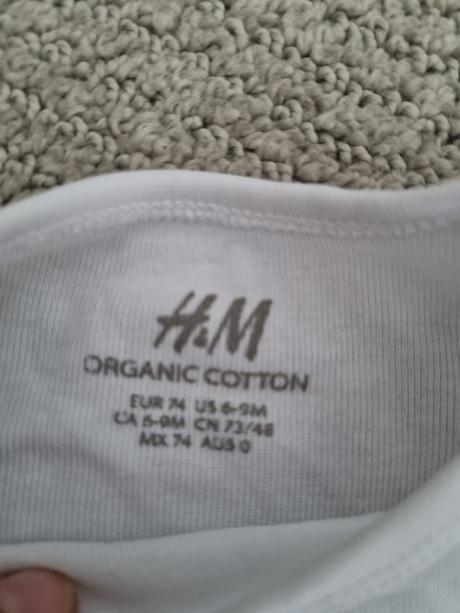 H&M
ORGANIC COTTON
EUR 74 US 6-9M
CA 6-9M CN 73/48
MX 74 AUS 0